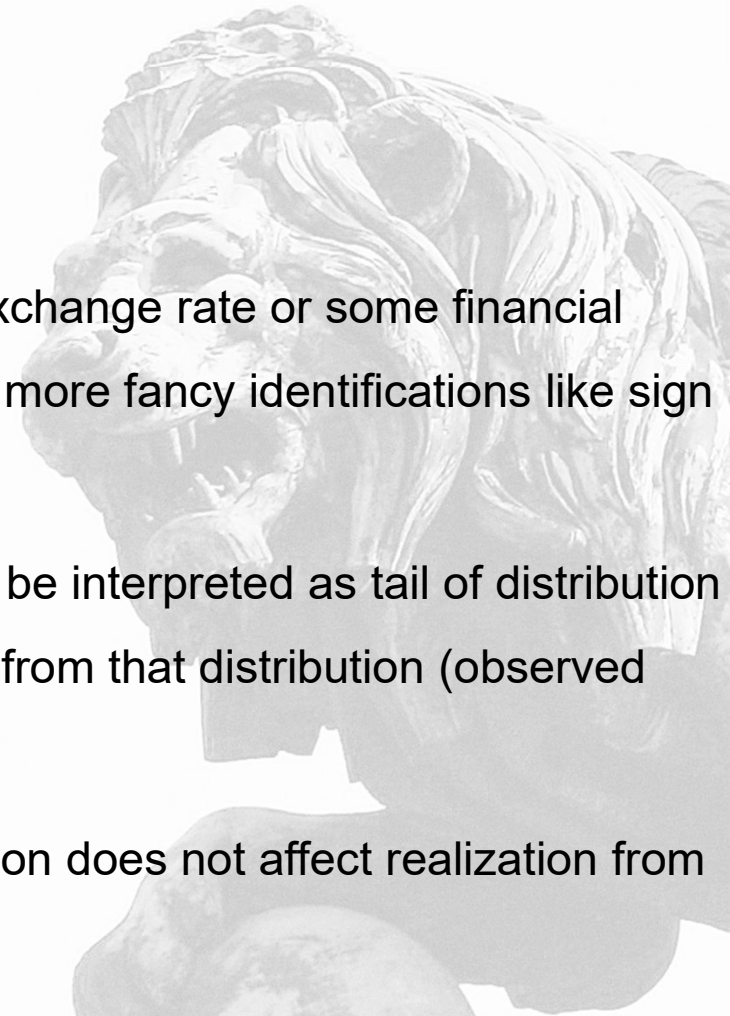 xchange rate or some financial
more fancy identifications like sign
be interpreted as tail of distribution
from that distribution (observed
on does not affect realization from